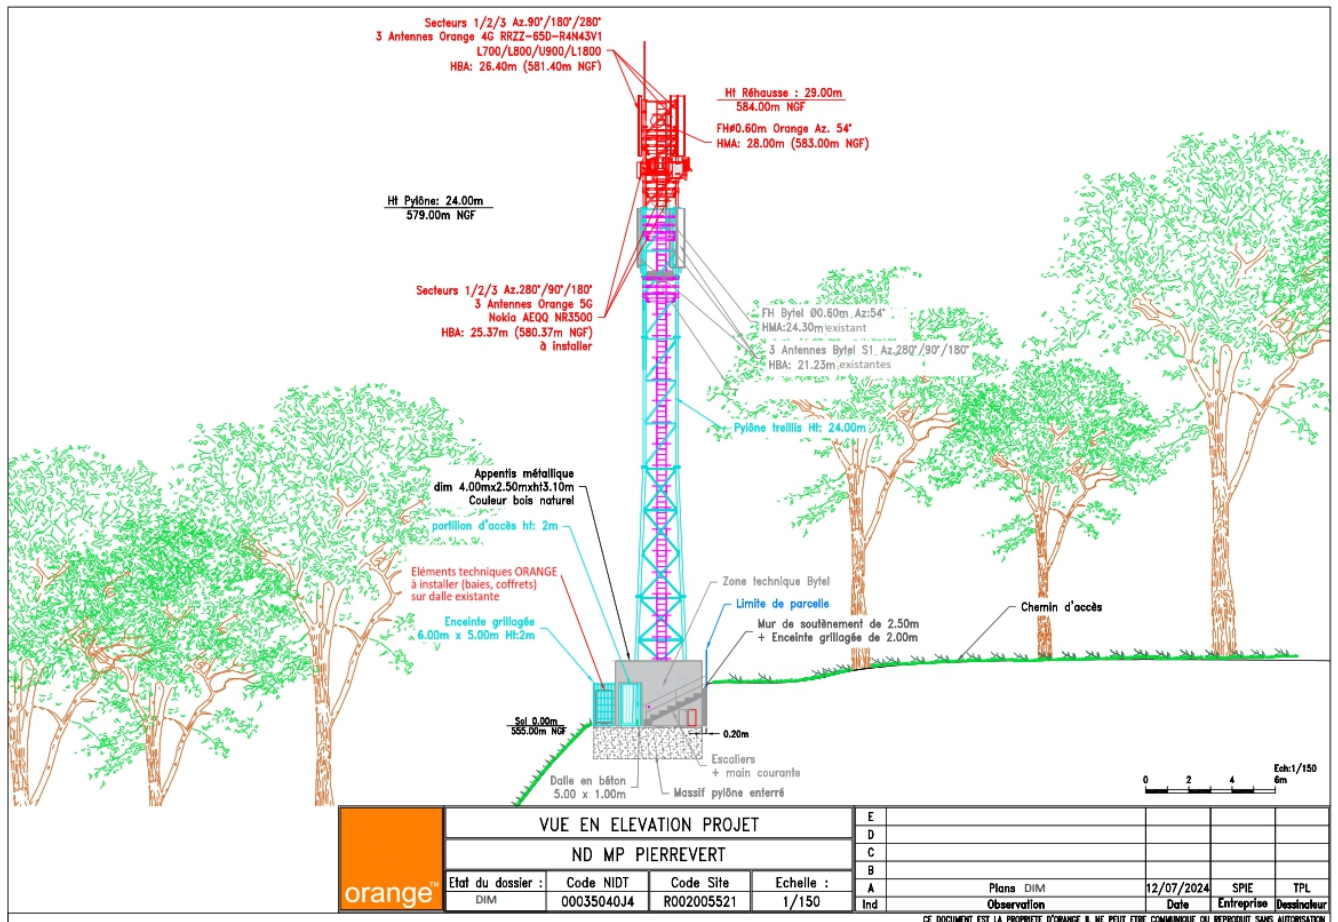 Secteurs 1/2/3 Az.90°/180°/280°
3 Antennes Orange 4G RRZZ-65D-R4N43V1
L700/L800/U900/L1800
HBA: 26.40m (581.40m NGF)
Ht Réhausse : 29.00m
584.00m NGF
FHø0.60m Orange Az. 54°
HMA: 28.00m (583.00m NGF)
Ht Pylône: 24.00m
579.00m NGF
Secteurs 1/2/3 Az.280°/90°/180°
3 Antennes Orange 5G
Nokia AEQQ NR3500
HBA: 25.37m (580.37m NGF)
à installer
FH Bytel Ø0.60m Az:54°
HMA:24.30m existant
3 Antennes Bytel S1 Az.280°/90°/180°
HBA: 21.23m existantes
Pylône treillis Ht: 24.00m
Appentis métallique
dim 4.00mx2.50mxht3.10m
Couleur bois naturel
portillon d'accès ht: 2m
Eléments techniques ORANGE
à installer (baies, coffrets)
sur dalle existante
Enceinte grillagée
6.00m x 5.00m Ht:2m
Zone technique Bytel
Limite de parcelle
Mur de soutènement de 2.50m
+ Enceinte grillagée de 2.00m
Chemin d'accès
Sol 0.00m
555.00m NGF
0.20m
Escaliers
+ main courante
Dalle en béton
5.00 x 1.00m
Massif pylône enterré
Ech:1/150
0 2 4 6m
orange™
VUE EN ELEVATION PROJET
ND MP PIERREVERT
Etat du dossier : Code NIDT Code Site Echelle :
DIM 00035040J4 R002005521 1/150
E
D
C
B
A Plans DIM 12/07/2024 SPIE TPL
Ind Observation Date Entreprise Dessinateur
CE DOCUMENT EST LA PROPRIETE D'ORANGE IL NE PEUT ETRE COMMUNIQUE OU REPRODUIT SANS AUTORISATION